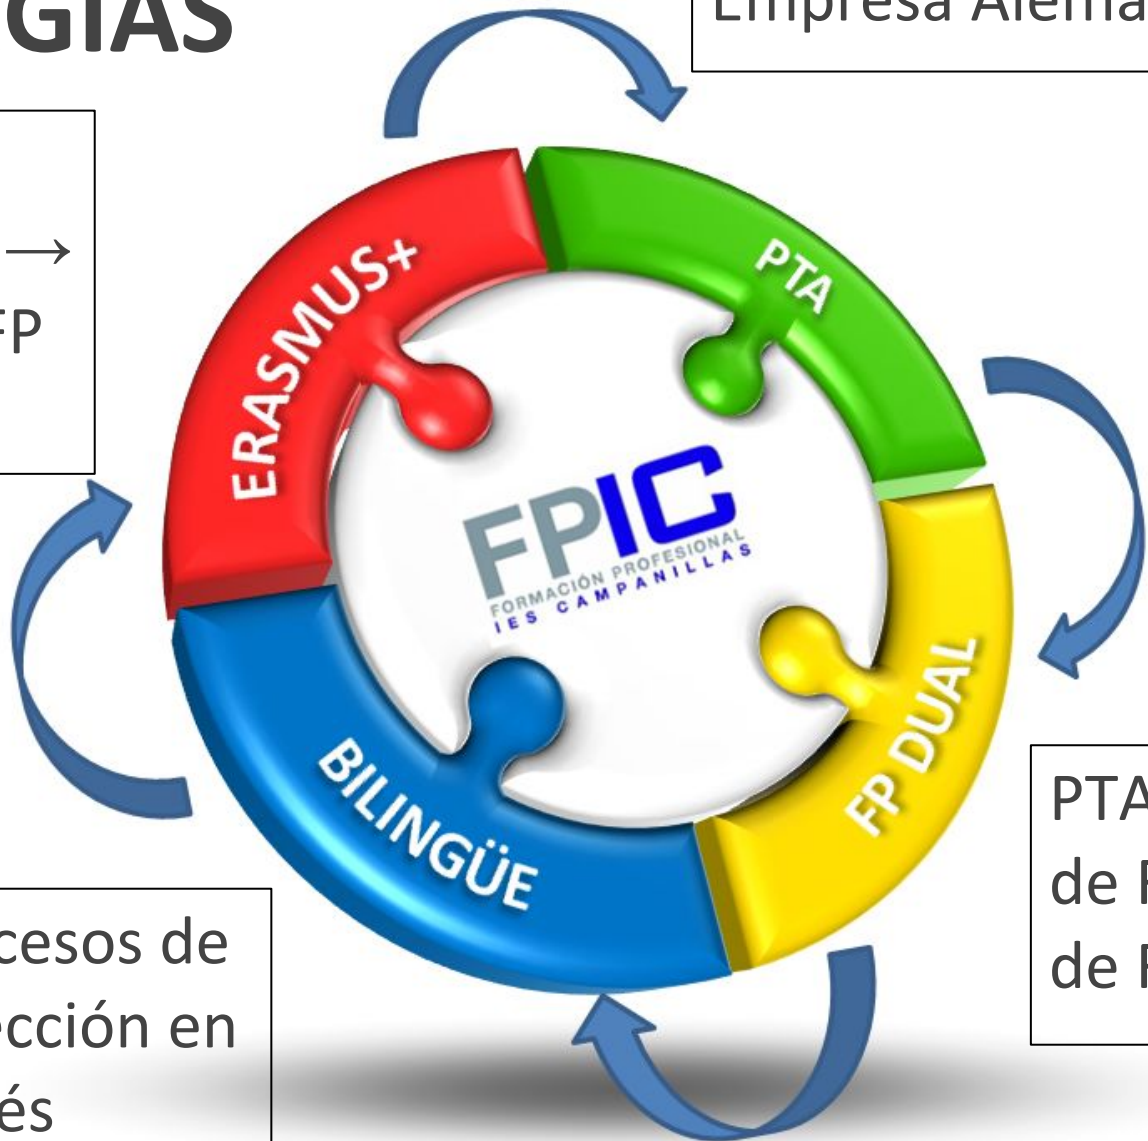 GIAS
Empresa Alema
→
FP
ERASMUS+
PTA
FPIC
FORMACIÓN PROFESIONAL
IES CAMPANILLAS
FP DUAL
BILINGÜE
PTA
de
de
cesos de
ección en
és